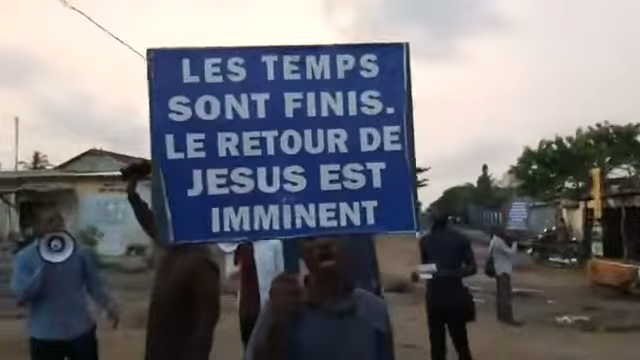 LES TEMPS
SONT FINIS.
LE RETOUR DE
JESUS EST
IMMINENT